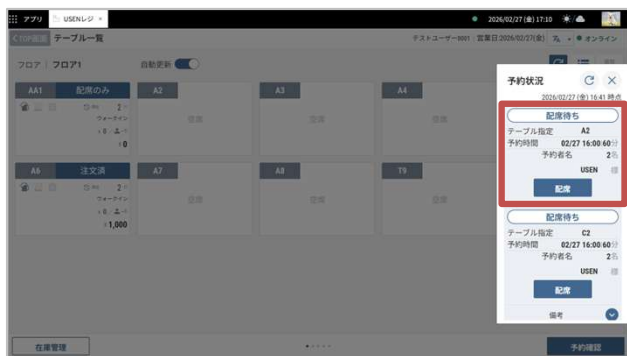 アプリ USENレジ × 2026/02/27(金) 17:10
<TOP画面 テーブル一覧 テストユーザー0001 営業日:2026/02/27(金) オンライン
フロア | フロア1 自動更新
AA1 配席のみ A2 A3 A4
ウォークイン 空席 空席 空席
0
0
A6 注文済 A7 A8 T9
2
ウォークイン 空席 空席 空席
0
1,000
予約状況
2026/02/27 (金) 16:41 時点
配席待ち
テーブル指定 A2
予約時間 02/27 16:00 60分
予約者名 2名
USEN 様
配席
配席待ち
テーブル指定 C2
予約時間 02/27 16:00 60分
予約者名 2名
USEN 様
配席
備考
在庫管理 予約確認